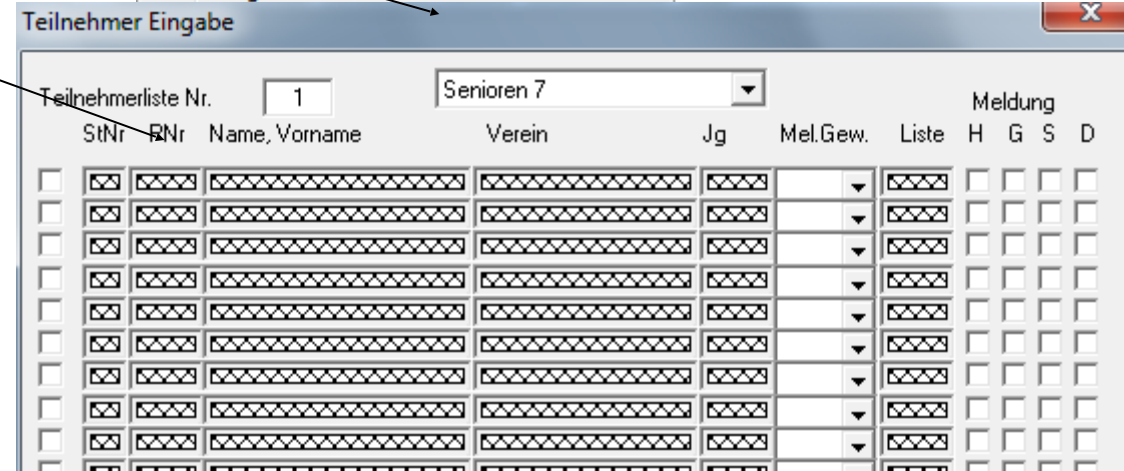 Teilnehmer Eingabe
Teilnehmerliste Nr. 1 Senioren 7
Meldung
StNr RNr Name, Vorname Verein Jg Mel.Gew. Liste H G S D